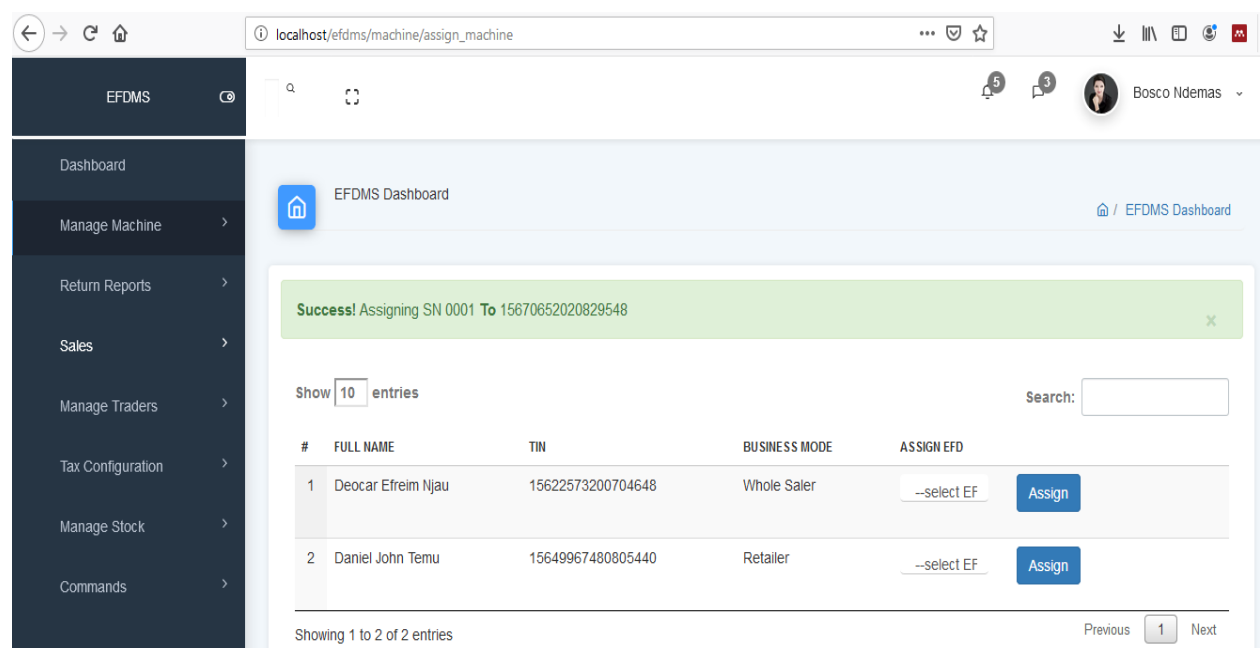 localhost/efdms/machine/assign_machine
EFDMS
5
3
Bosco Ndemas
Dashboard
Manage Machine
Return Reports
Sales
Manage Traders
Tax Configuration
Manage Stock
Commands
EFDMS Dashboard
/ EFDMS Dashboard
Success! Assigning SN 0001 To 15670652020829548
×
Show 10 entries
Search:
# FULL NAME TIN BUSINESS MODE ASSIGN EFD
1 Deocar Efreim Njau 15622573200704648 Whole Saler --select EF Assign
2 Daniel John Temu 15649967480805440 Retailer --select EF Assign
Showing 1 to 2 of 2 entries
Previous 1 Next